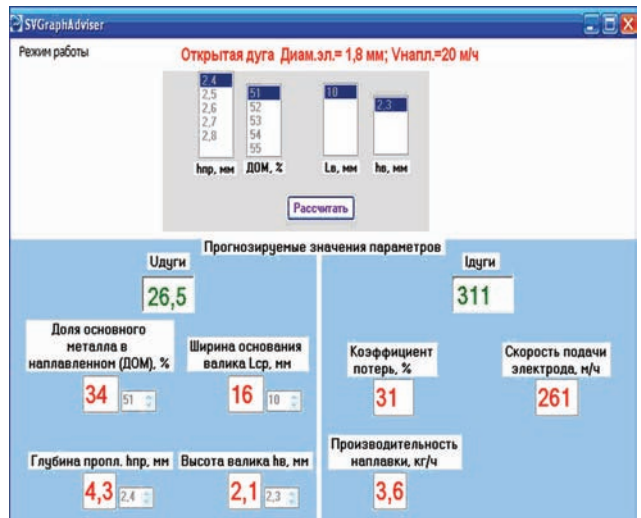 SVGraphAdviser
Режим работы
Открытая дуга Диам.эл.= 1,8 мм; Vнапл.=20 м/ч
2,4
2,5
2,6
2,7
2,8
51
52
53
54
55
10
2,3
hпр, мм ДОМ, % Lв, мм hв, мм
Рассчитать
Прогнозируемые значения параметров
Uдуги
26,5
Iдуги
311
Доля основного
металла в
наплавленном (ДОМ), %
34 51
Ширина основания
валика Lср, мм
16 10
Коэффициент
потерь, %
31
Скорость подачи
электрода, м/ч
261
Глубина пропл. hпр, мм
4,3 2,4
Высота валика hв, мм
2,1 2,3
Производительность
наплавки, кг/ч
3,6